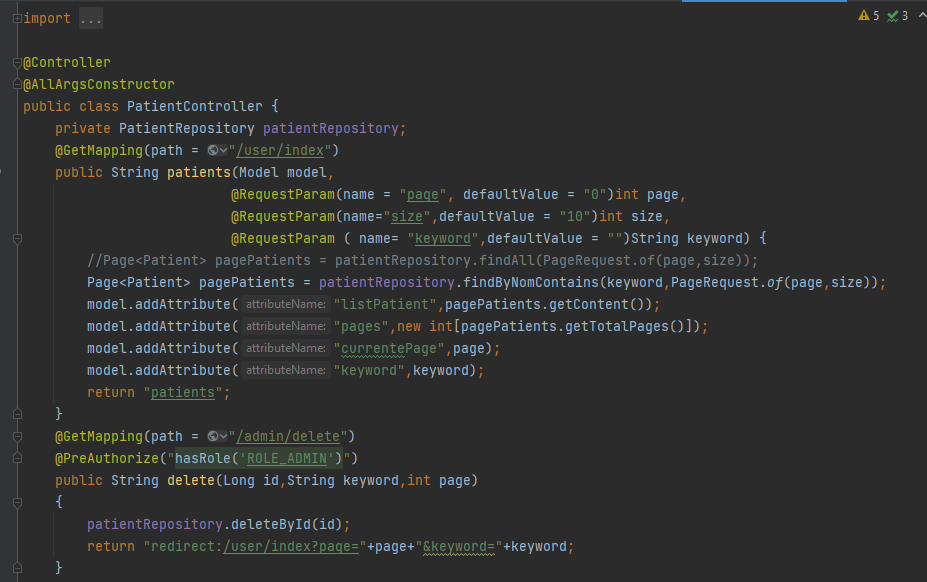 import ...
5 3
@Controller
@AllArgsConstructor
public class PatientController {
private PatientRepository patientRepository;
@GetMapping(path = "/user/index")
public String patients(Model model,
@RequestParam(name = "page", defaultValue = "0")int page,
@RequestParam(name="size",defaultValue = "10")int size,
@RequestParam ( name= "keyword",defaultValue = "")String keyword) {
//Page<Patient> pagePatients = patientRepository.findAll(PageRequest.of(page,size));
Page<Patient> pagePatients = patientRepository.findByNomContains(keyword,PageRequest.of(page,size));
model.addAttribute( attributeName: "listPatient",pagePatients.getContent());
model.addAttribute( attributeName: "pages",new int[pagePatients.getTotalPages()]);
model.addAttribute( attributeName: "currentePage",page);
model.addAttribute( attributeName: "keyword",keyword);
return "patients";
}
@GetMapping(path = "/admin/delete")
@PreAuthorize("hasRole('ROLE_ADMIN')")
public String delete(Long id,String keyword,int page)
{
patientRepository.deleteById(id);
return "redirect:/user/index?page="+page+"&keyword="+keyword;
}